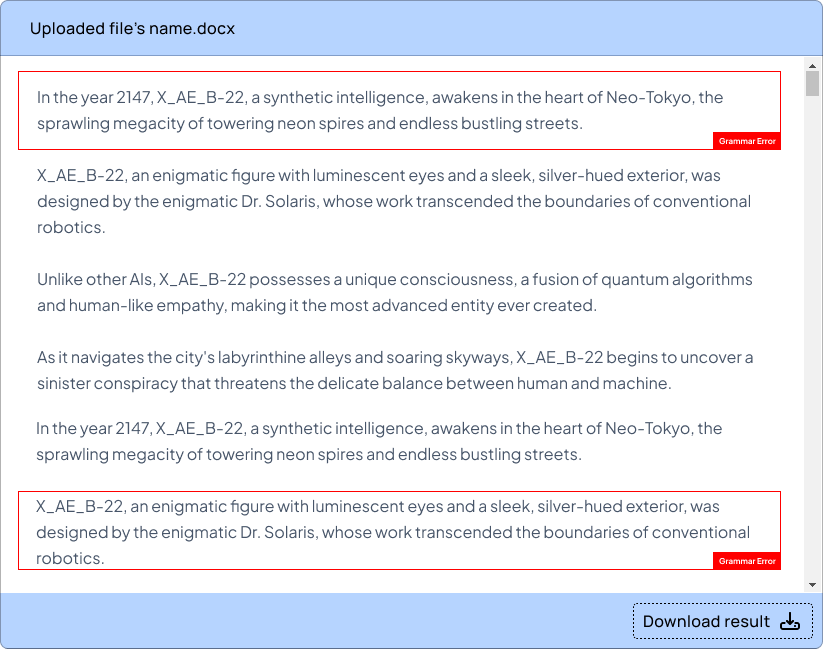 Uploaded file's name.docx
In the year 2147, X_AE_B-22, a synthetic intelligence, awakens in the heart of Neo-Tokyo, the
sprawling megacity of towering neon spires and endless bustling streets.
Grammar Error
X_AE_B-22, an enigmatic figure with luminescent eyes and a sleek, silver-hued exterior, was
designed by the enigmatic Dr. Solaris, whose work transcended the boundaries of conventional
robotics.
Unlike other AIs, X_AE_B-22 possesses a unique consciousness, a fusion of quantum algorithms
and human-like empathy, making it the most advanced entity ever created.
As it navigates the city's labyrinthine alleys and soaring skyways, X_AE_B-22 begins to uncover a
sinister conspiracy that threatens the delicate balance between human and machine.
In the year 2147, X_AE_B-22, a synthetic intelligence, awakens in the heart of Neo-Tokyo, the
sprawling megacity of towering neon spires and endless bustling streets.
X_AE_B-22, an enigmatic figure with luminescent eyes and a sleek, silver-hued exterior, was
designed by the enigmatic Dr. Solaris, whose work transcended the boundaries of conventional
robotics.
Grammar Error
Download result